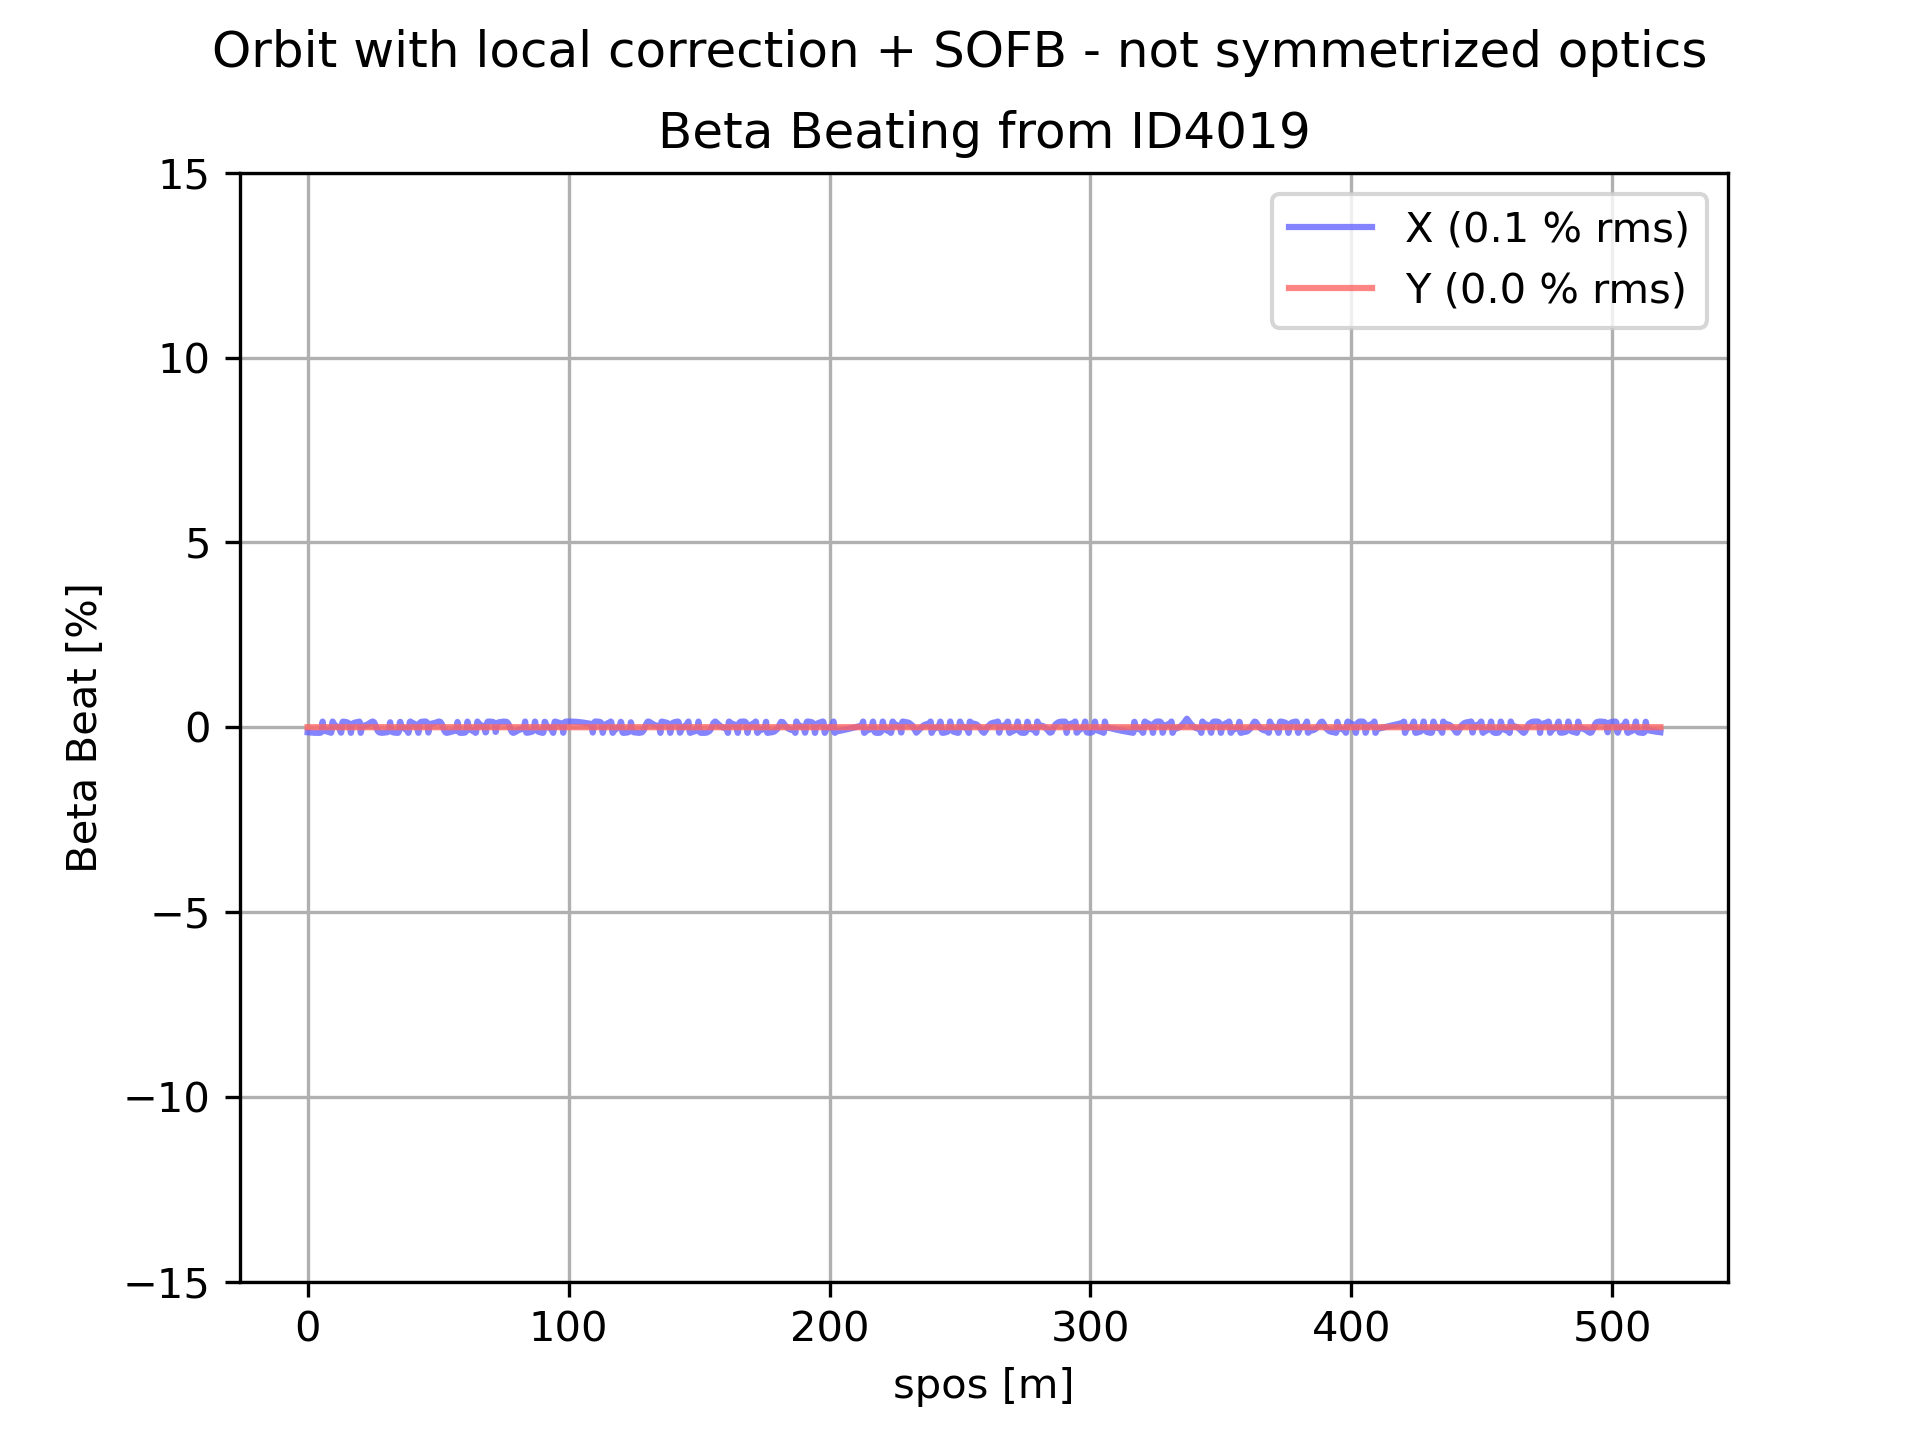 Orbit with local correction + SOFB - not symmetrized optics
Beta Beating from ID4019
15
10
5
0
−5
−10
−15
Beta Beat [%]
X (0.1 % rms)
Y (0.0 % rms)
0 100 200 300 400 500
spos [m]